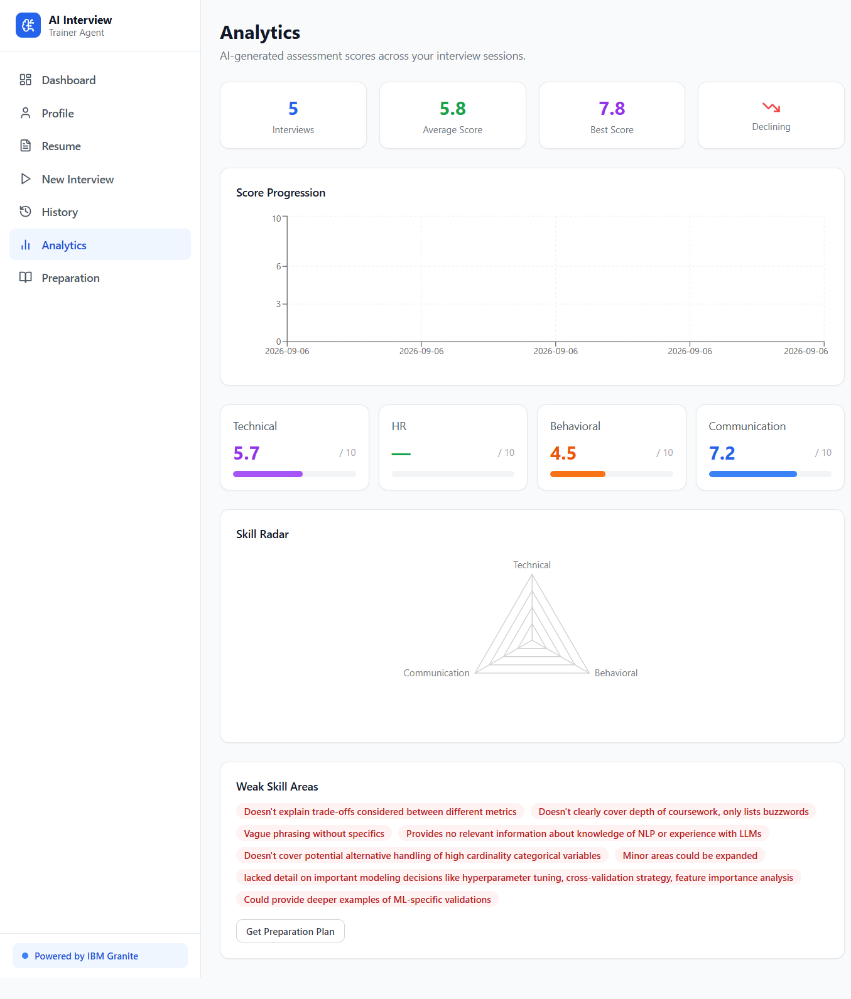 AI Interview
Trainer Agent
Dashboard
Profile
Resume
New Interview
History
Analytics
Preparation
Powered by IBM Granite
Analytics
AI-generated assessment scores across your interview sessions.
5
Interviews
5.8
Average Score
7.8
Best Score
Declining
Score Progression
10
6
3
0
2026-09-06 2026-09-06 2026-09-06 2026-09-06 2026-09-06
Technical
5.7 / 10
HR
— / 10
Behavioral
4.5 / 10
Communication
7.2 / 10
Skill Radar
Technical
Communication Behavioral
Weak Skill Areas
Doesn't explain trade-offs considered between different metrics Doesn't clearly cover depth of coursework, only lists buzzwords
Vague phrasing without specifics Provides no relevant information about knowledge of NLP or experience with LLMs
Doesn't cover potential alternative handling of high cardinality categorical variables Minor areas could be expanded
lacked detail on important modeling decisions like hyperparameter tuning, cross-validation strategy, feature importance analysis
Could provide deeper examples of ML-specific validations
Get Preparation Plan